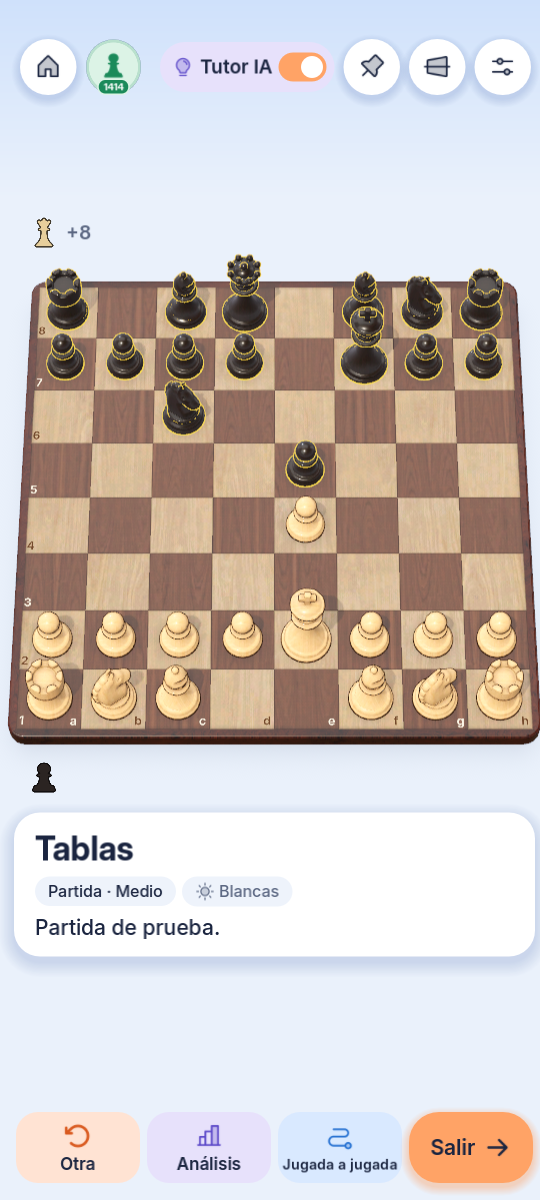 1414
Tutor IA
+8
8
7
6
5
4
3
2
1 a b c d e f g h
Tablas
Partida · Medio Blancas
Partida de prueba.
Otra Análisis Jugada a jugada Salir